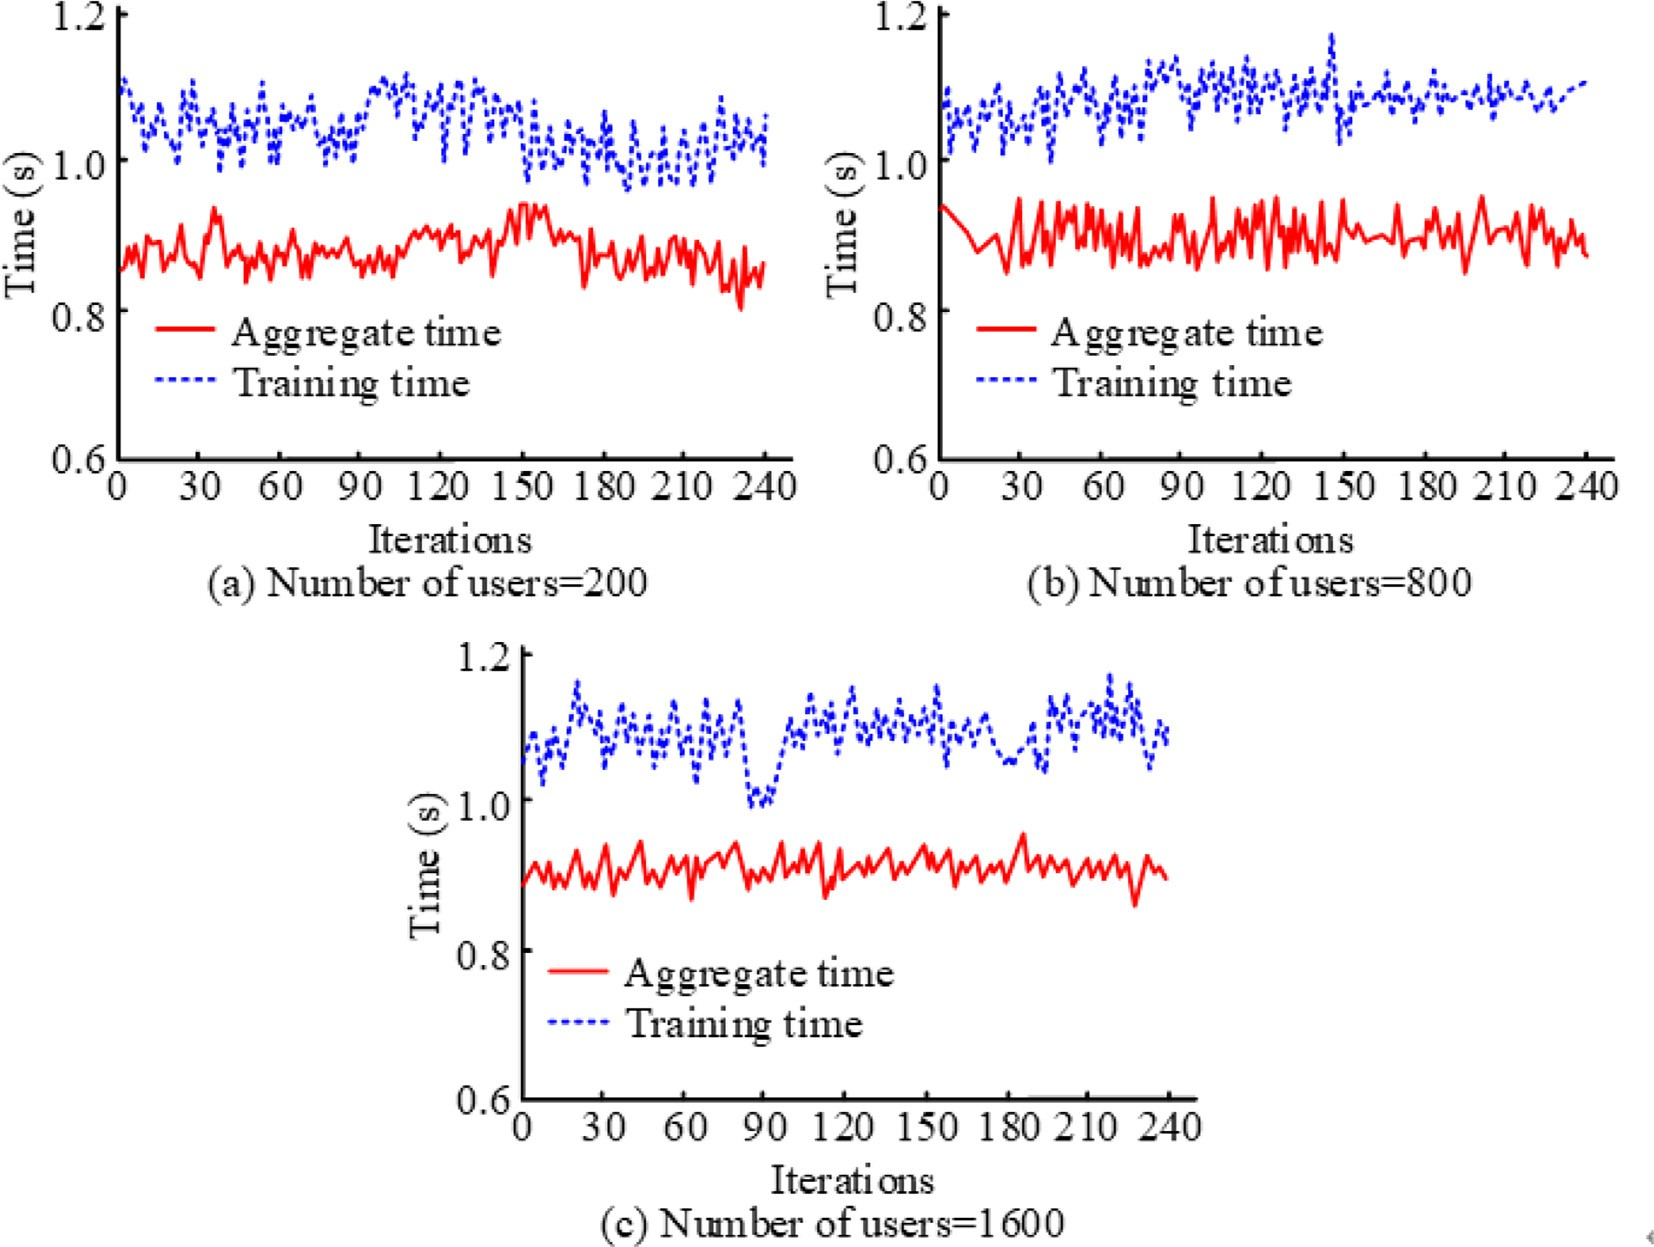 1.2
1.0
0.8
0.6
Time (s)
Aggregate time
Training time
0 30 60 90 120 150 180 210 240
Iterations
(a) Number of users=200
1.2
1.0
0.8
0.6
Time (s)
Aggregate time
Training time
0 30 60 90 120 150 180 210 240
Iterations
(b) Number of users=800
1.2
1.0
0.8
0.6
Time (s)
Aggregate time
Training time
0 30 60 90 120 150 180 210 240
Iterations
(c) Number of users=1600